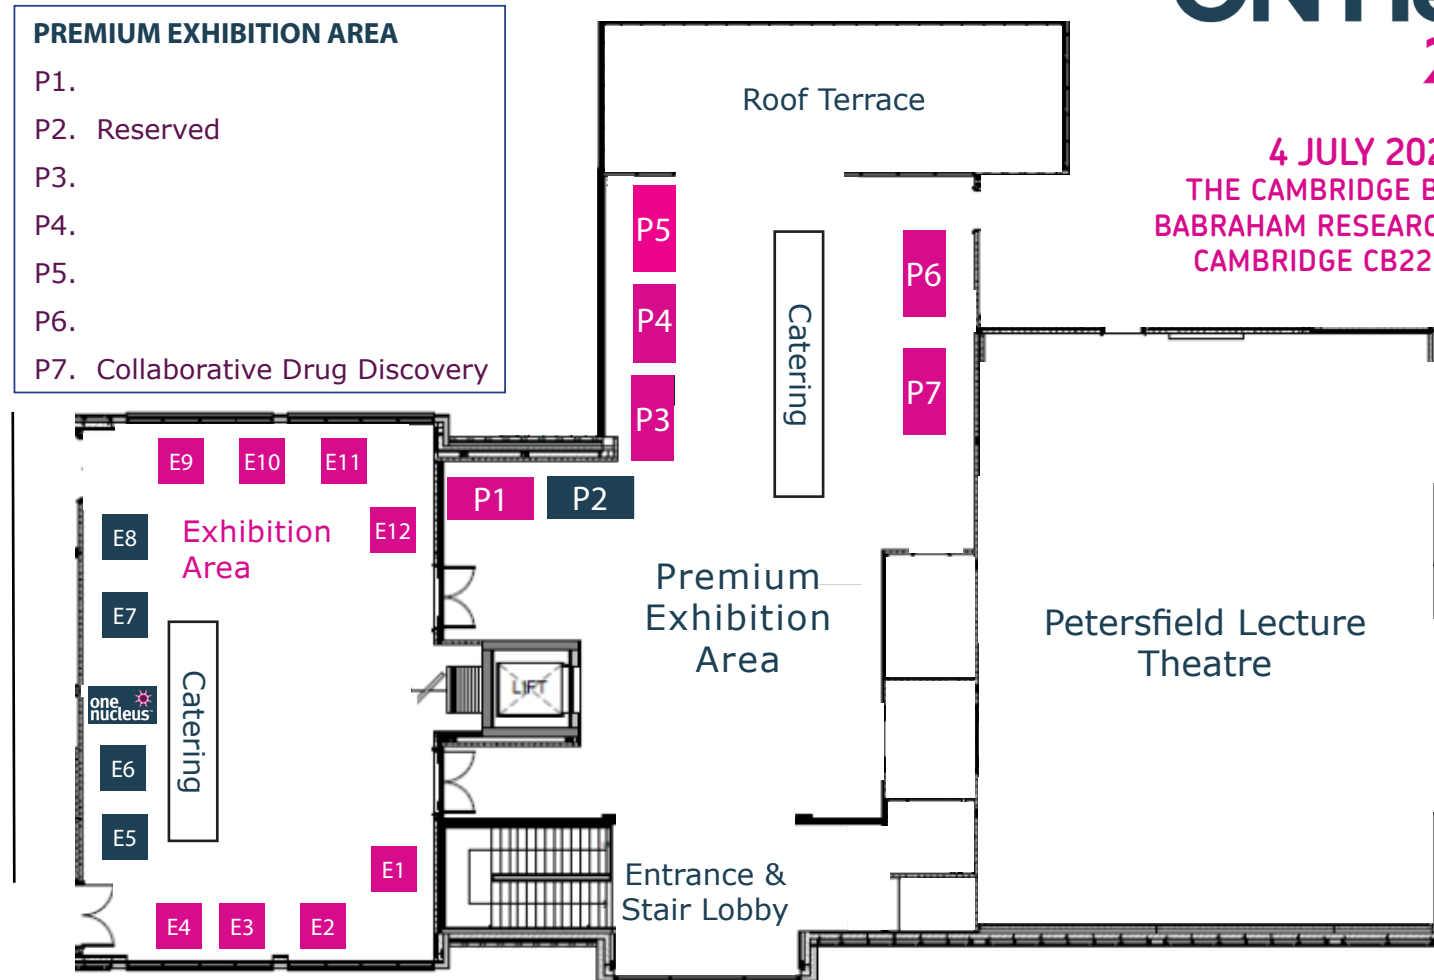 PREMIUM EXHIBITION AREA
P1.
P2. Reserved
P3.
P4.
P5.
P6.
P7. Collaborative Drug Discovery
4 JULY 202
THE CAMBRIDGE B
BABRAHAM RESEARC
CAMBRIDGE CB22
Roof Terrace
P5
P6
P4
Catering
P7
P3
E9
E10
E11
P1
P2
E12
E8
Exhibition
Area
Premium
Exhibition
Area
E7
Petersfield Lecture
Theatre
LIFT
one
nucleus
Catering
E6
E5
E1
Entrance &
Stair Lobby
E4
E3
E2